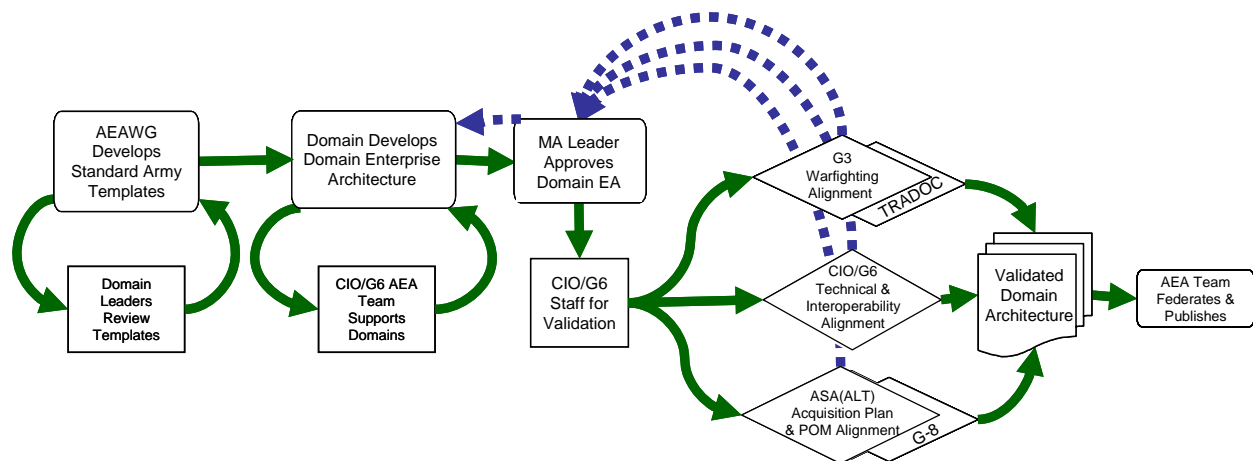 AEAWG
Develops
Standard Army
Templates
Domain Develops
Domain Enterprise
Architecture
MA Leader
Approves
Domain EA
G3
Warfighting
Alignment
TRADOC
Domain
Leaders
Review
Templates
CIO/G6 AEA
Team
Supports
Domains
CIO/G6
Staff for
Validation
CIO/G6
Technical &
Interoperability
Alignment
Validated
Domain
Architecture
AEA Team
Federates &
Publishes
ASA(ALT)
Acquisition Plan
& POM Alignment
G-8